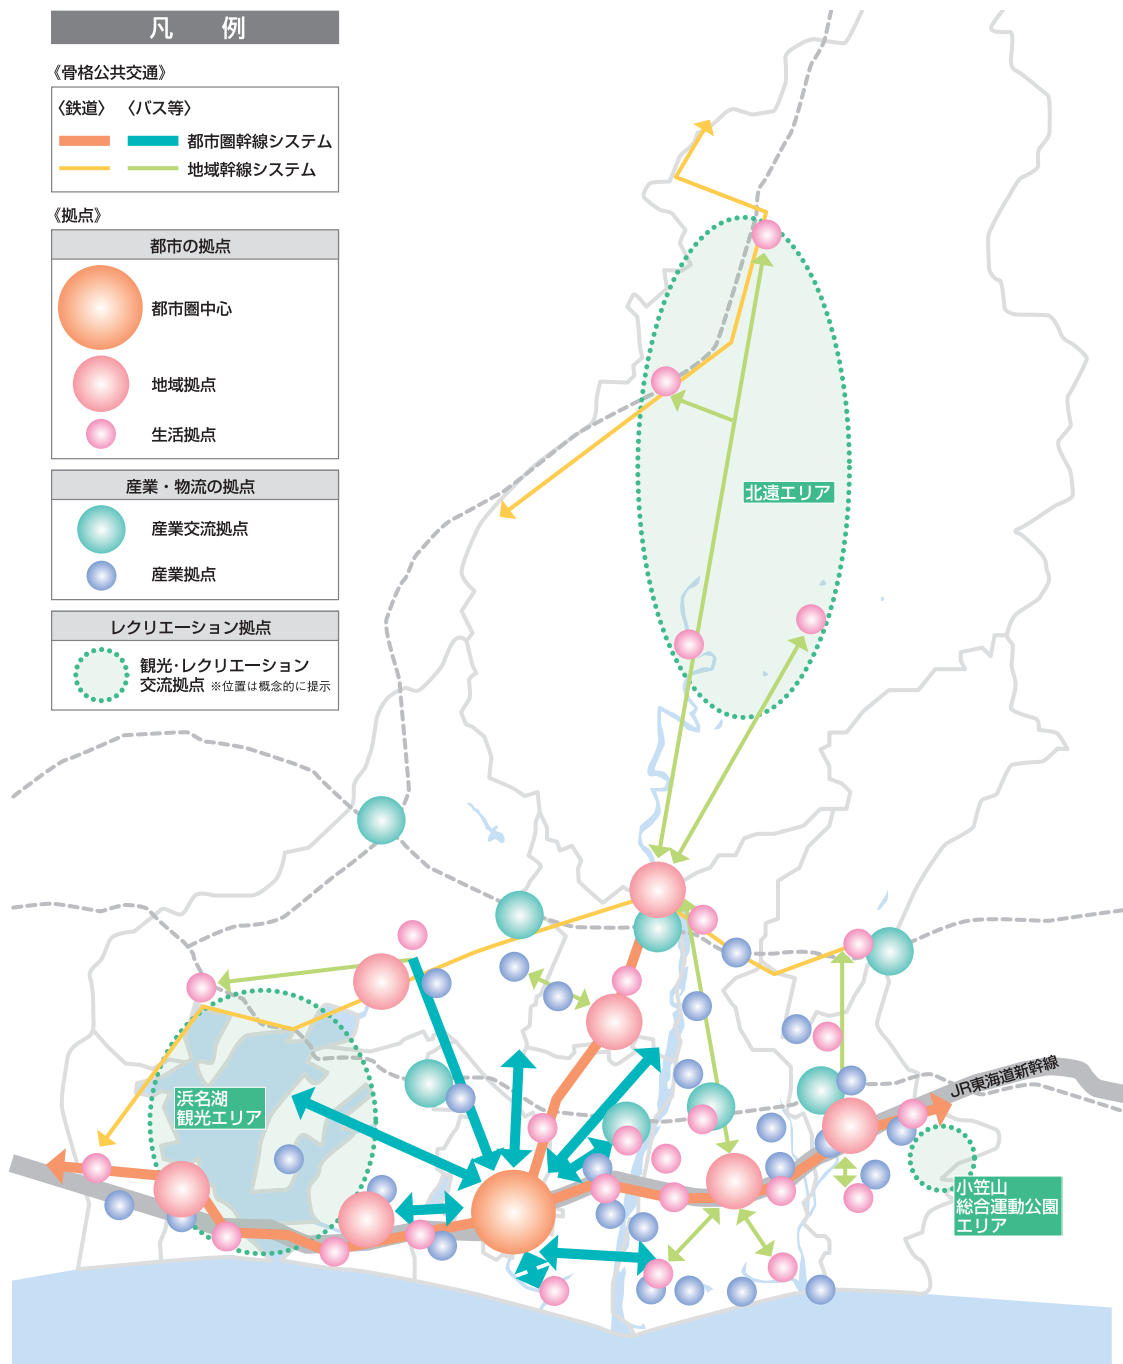 凡　例
《骨格公共交通》
〈鉄道〉 〈バス等〉
都市圏幹線システム
地域幹線システム
《拠点》
都市の拠点
都市圏中心
地域拠点
生活拠点
産業・物流の拠点
産業交流拠点
産業拠点
レクリエーション拠点
観光・レクリエーション
交流拠点 ※位置は概念的に提示
北遠エリア
浜名湖
観光エリア
JR東海道新幹線
小笠山
総合運動公園
エリア